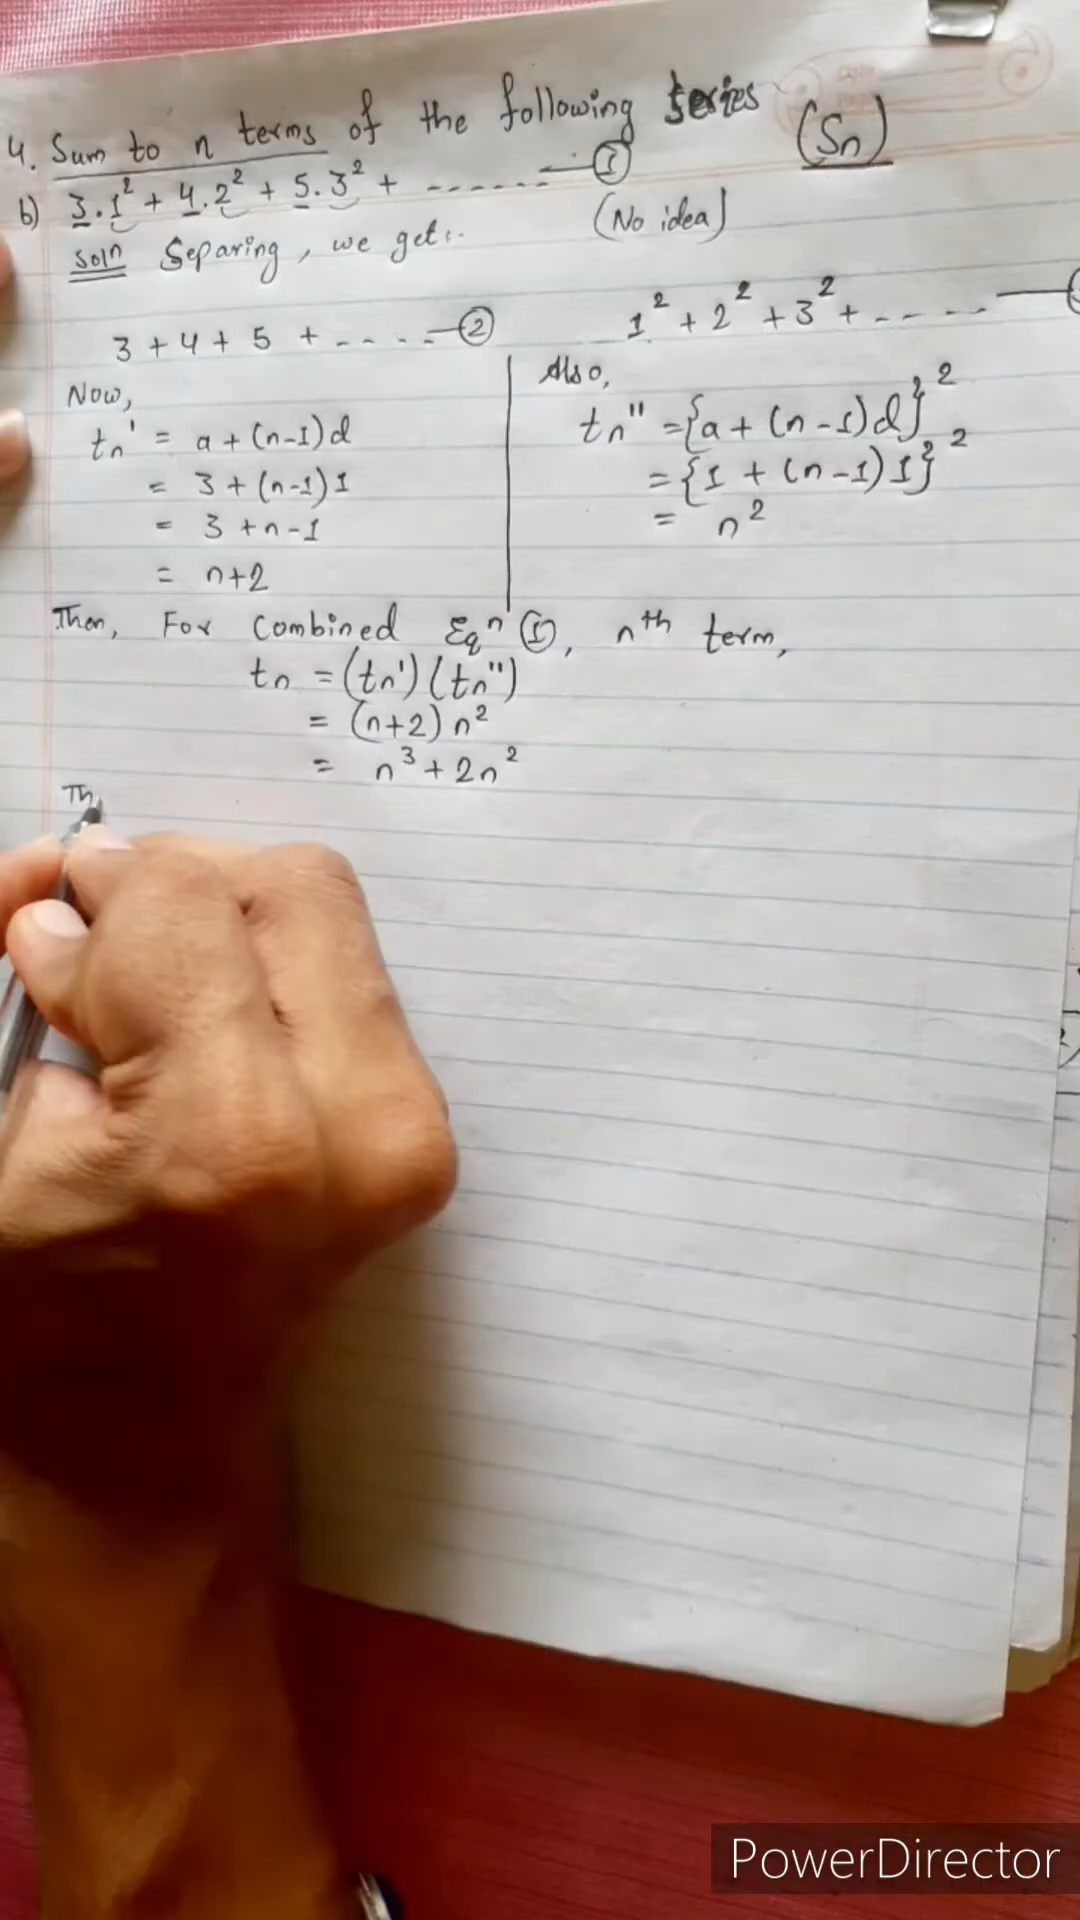 4. Sum to n terms of the following series (Sn)
b) 3.1² + 4.2² + 5.3² + ------- ①
(No idea)
Soln Separing, we get:-
3 + 4 + 5 + ----- ②
Now,
tn' = a + (n-1)d
= 3 + (n-1)1
= 3 + n - 1
= n+2
1² + 2² + 3² + ----
Also,
tn" = {a + (n-1)d}²
= {1 + (n-1)1}²
= n²
Then, For combined Eqⁿ ①, nth term,
tn = (tn')(tn")
= (n+2)n²
= n³ + 2n²
Th
PowerDirector